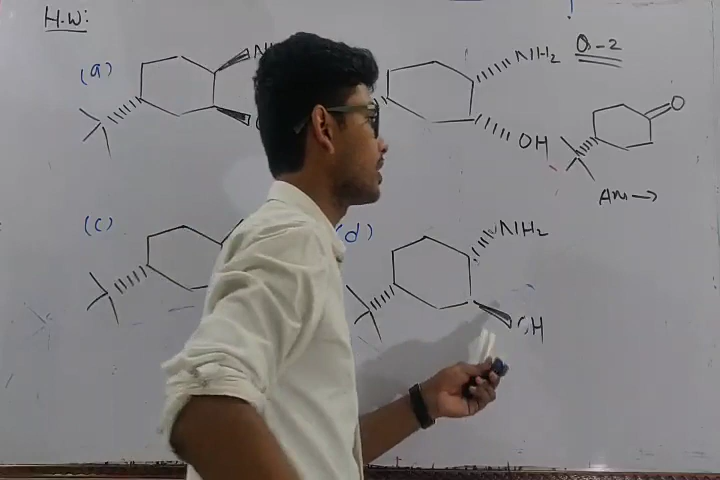 H.W:
(a)
NH₂ Q-2
O
OH
Ans →
(c)
(d)
NH₂
OH